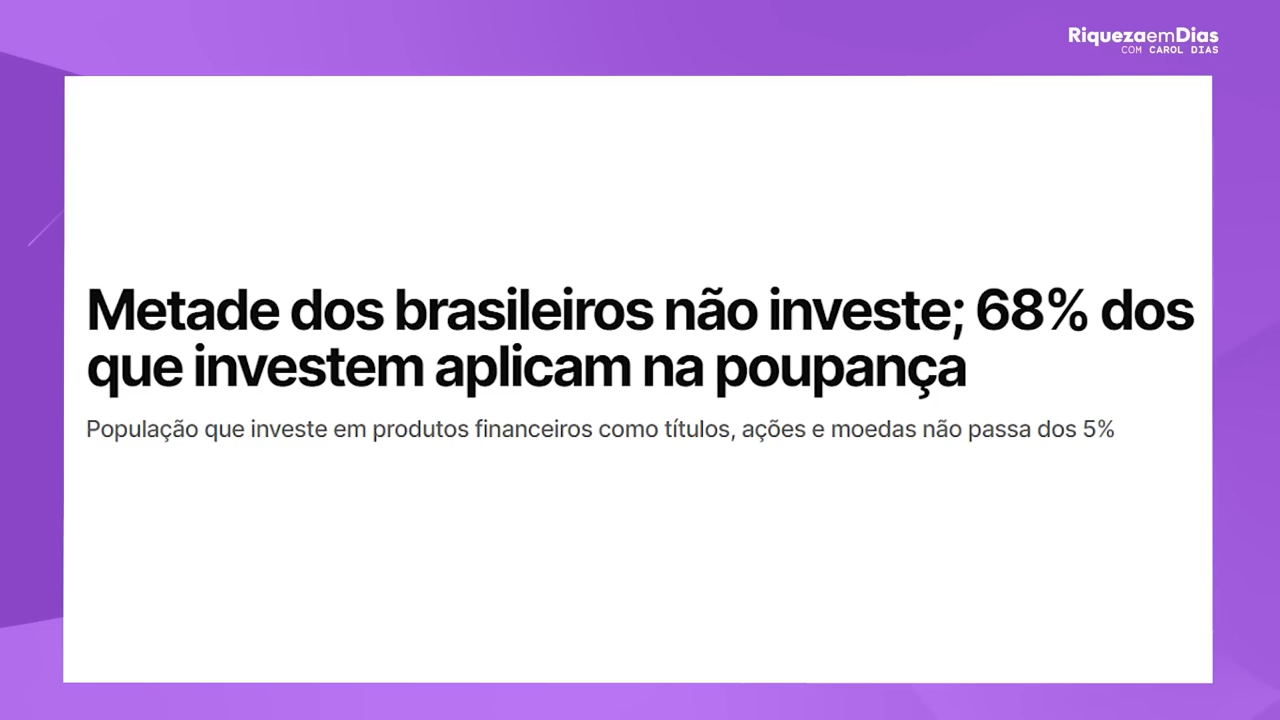 RiquezaemDias
COM CAROL DIAS
Metade dos brasileiros não investe; 68% dos
que investem aplicam na poupança
População que investe em produtos financeiros como títulos, ações e moedas não passa dos 5%